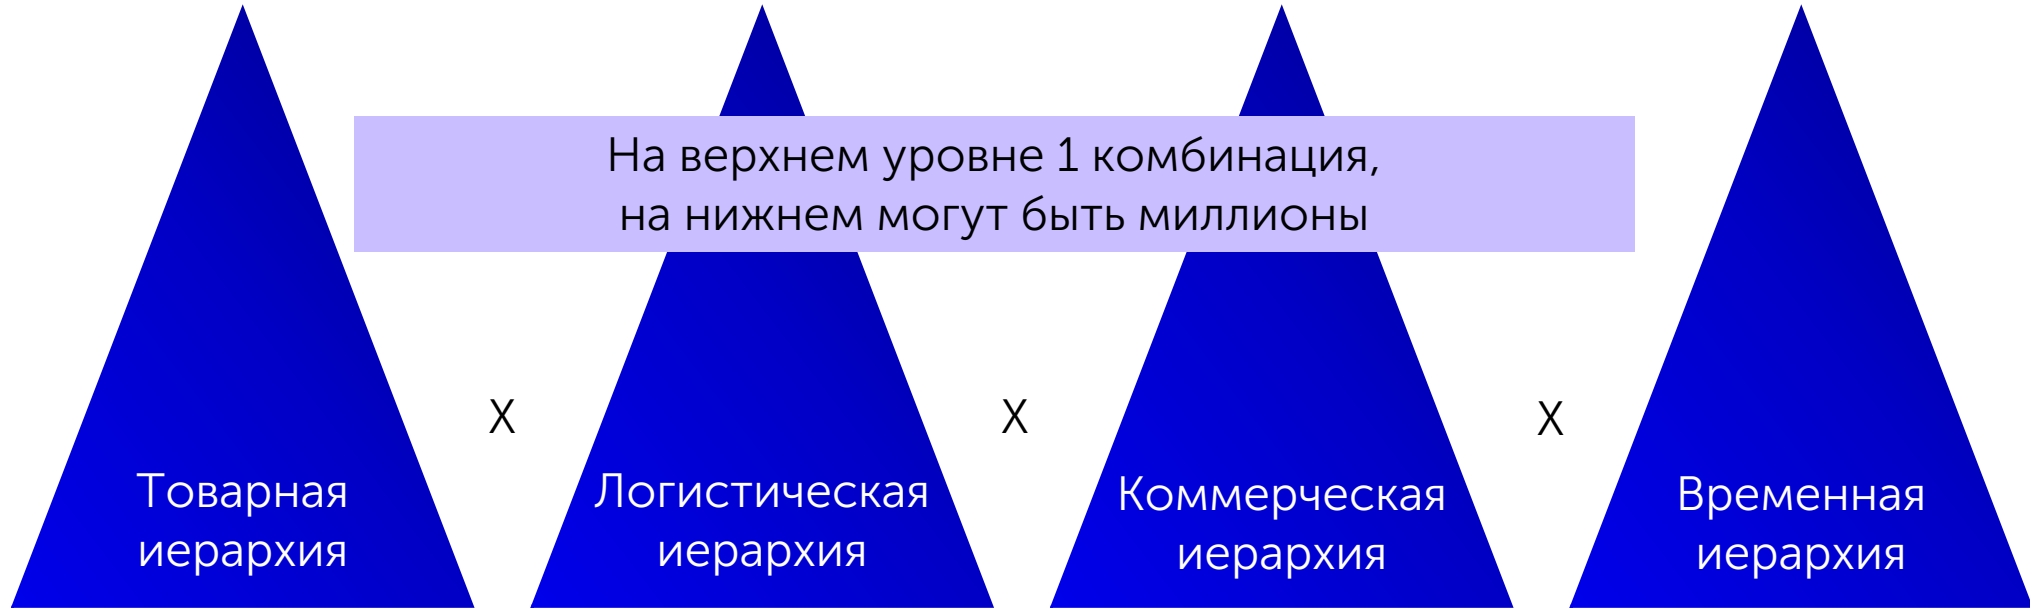 На верхнем уровне 1 комбинация,
на нижнем могут быть миллионы
X
X
X
Товарная
иерархия
Логистическая
иерархия
Коммерческая
иерархия
Временная
иерархия